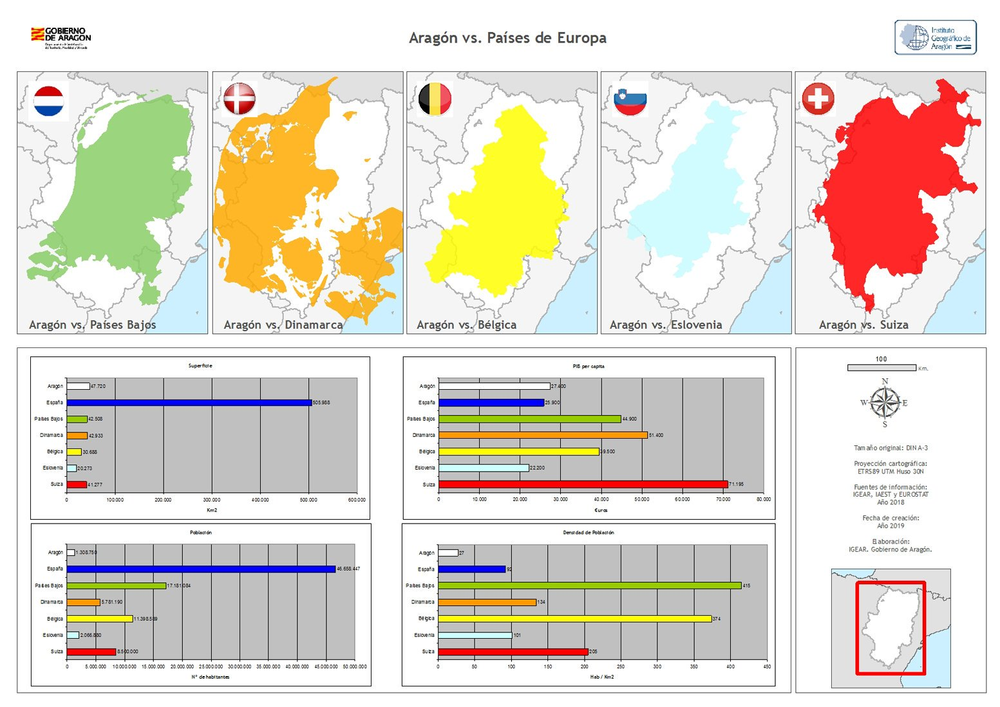 GOBIERNO
DE ARAGON
Aragón vs. Países de Europa
Instituto
Geográfico de
Aragón
Aragón vs. Países Bajos
Aragón vs. Dinamarca
Aragón vs. Bélgica
Aragón vs. Eslovenia
Aragón vs. Suiza
Superficie
Aragón 47.720
España 505.988
Países Bajos 42.508
Dinamarca 42.933
Bélgica 30.688
Eslovenia 20.273
Suiza 41.277
0 100.000 200.000 300.000 400.000 500.000 600.000
Km2
PIB per capita
Aragón 27.400
España 25.900
Países Bajos 44.900
Dinamarca 51.400
Bélgica 39.500
Eslovenia 22.200
Suiza 71.195
0 10.000 20.000 30.000 40.000 50.000 60.000 70.000 80.000
Euros
Población
Aragón 1.308.750
España 46.658.447
Países Bajos 17.181.084
Dinamarca 5.781.190
Bélgica 11.398.589
Eslovenia 2.066.880
Suiza 8.500.000
0 5.000.000 10.000.000 15.000.000 20.000.000 25.000.000 30.000.000 35.000.000 40.000.000 45.000.000 50.000.000
Nº de habitantes
Densidad de Población
Aragón 27
España 92
Países Bajos 415
Dinamarca 134
Bélgica 374
Eslovenia 101
Suiza 205
0 50 100 150 200 250 300 350 400 450
Hab / Km2
100
Km.
N
W E
S
Tamaño original: DIN A-3
Proyección cartográfica:
ETRS89 UTM Huso 30N
Fuentes de información:
IGEAR, IAEST y EUROSTAT
Año 2018
Fecha de creación:
Año 2019
Elaboración:
IGEAR. Gobierno de Aragón.